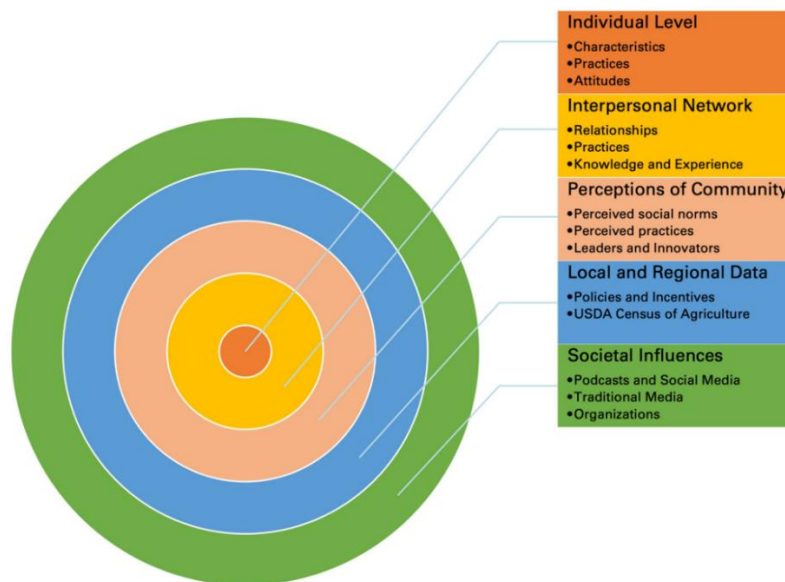 Individual Level
•Characteristics
•Practices
•Attitudes
Interpersonal Network
•Relationships
•Practices
•Knowledge and Experience
Perceptions of Community
•Perceived social norms
•Perceived practices
•Leaders and Innovators
Local and Regional Data
•Policies and Incentives
•USDA Census of Agriculture
Societal Influences
•Podcasts and Social Media
•Traditional Media
•Organizations